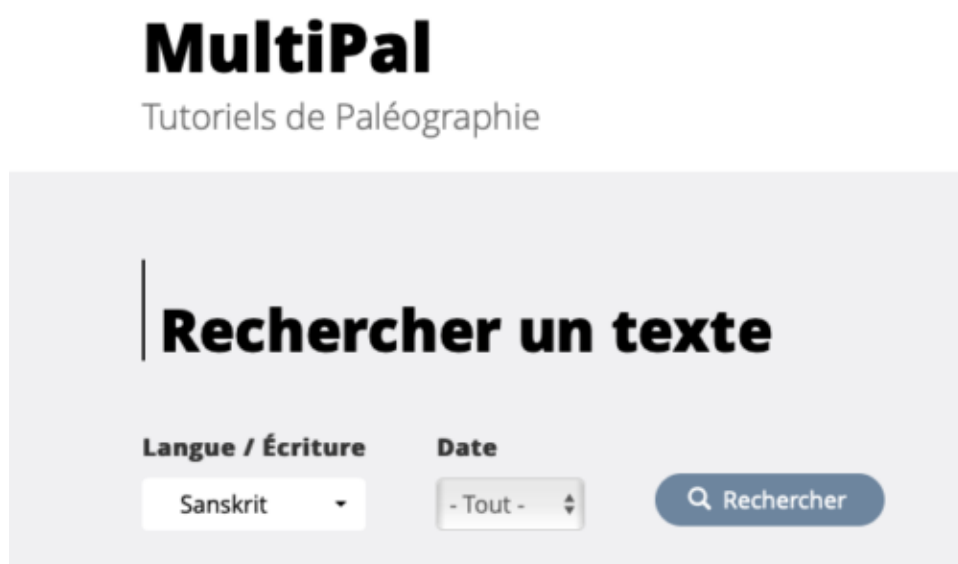 MultiPal
Tutoriels de Paléographie
Rechercher un texte
Langue / Écriture Date
Sanskrit - Tout - Rechercher